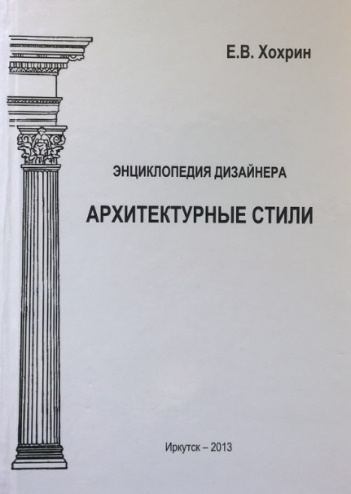 Е.В. Хохрин
ЭНЦИКЛОПЕДИЯ ДИЗАЙНЕРА
АРХИТЕКТУРНЫЕ СТИЛИ
Иркутск – 2013